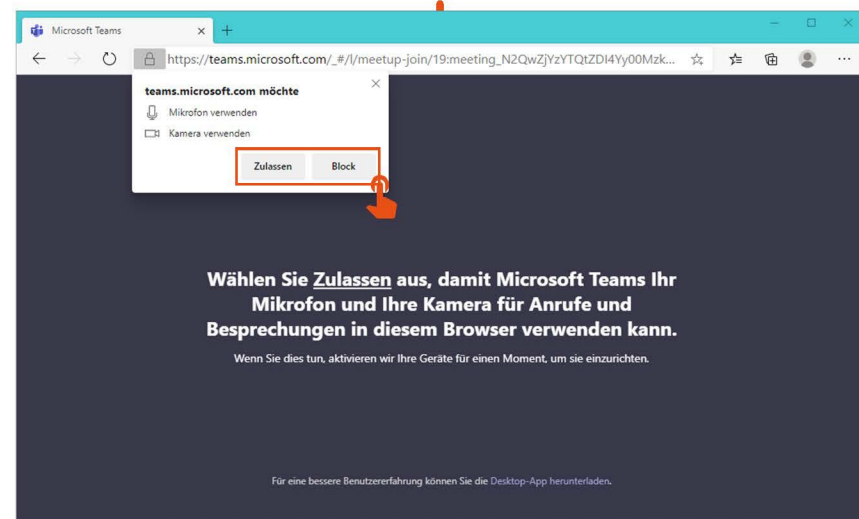 Microsoft Teams
https://teams.microsoft.com/_#/l/meetup-join/19:meeting_N2QwZjYzYTQtZDI4Yy00Mzk...
teams.microsoft.com möchte
Mikrofon verwenden
Kamera verwenden
Zulassen Block
Wählen Sie Zulassen aus, damit Microsoft Teams Ihr
Mikrofon und Ihre Kamera für Anrufe und
Besprechungen in diesem Browser verwenden kann.
Wenn Sie dies tun, aktivieren wir Ihre Geräte für einen Moment, um sie einzurichten.
Für eine bessere Benutzererfahrung können Sie die Desktop-App herunterladen.